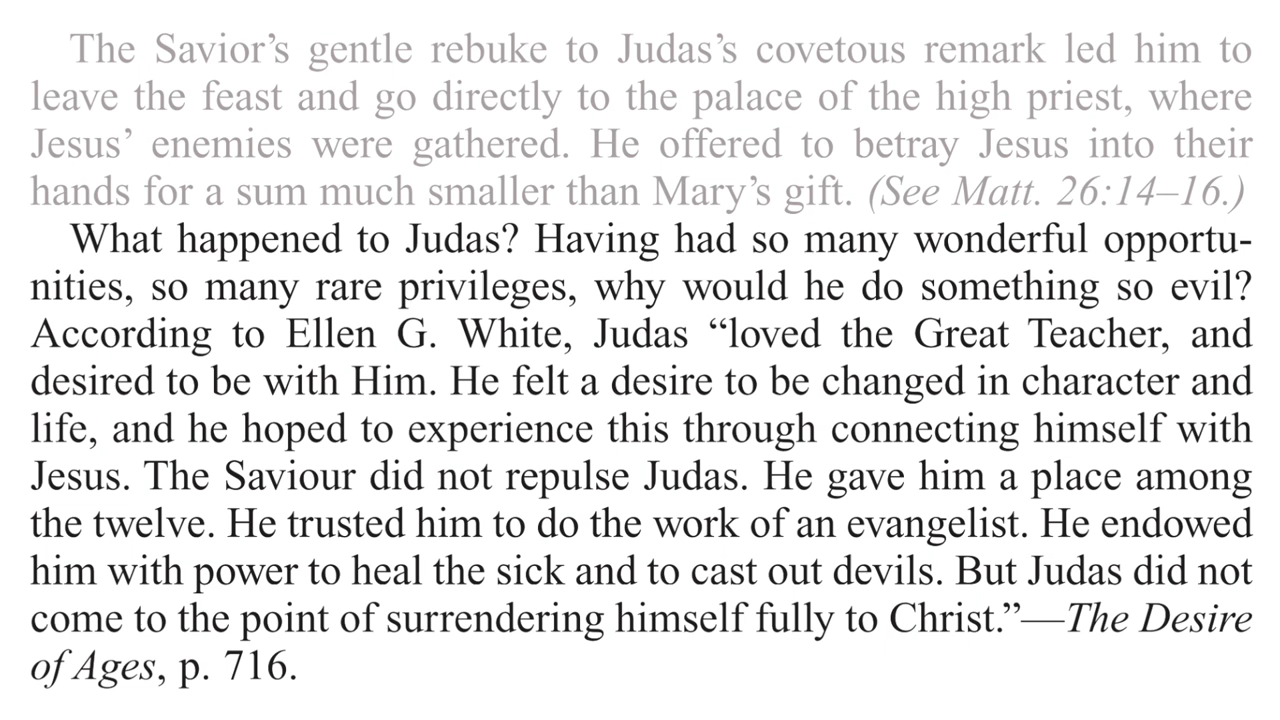 The Savior’s gentle rebuke to Judas’s covetous remark led him to
leave the feast and go directly to the palace of the high priest, where
Jesus’ enemies were gathered. He offered to betray Jesus into their
hands for a sum much smaller than Mary’s gift. (See Matt. 26:14–16.)
What happened to Judas? Having had so many wonderful opportu-
nities, so many rare privileges, why would he do something so evil?
According to Ellen G. White, Judas “loved the Great Teacher, and
desired to be with Him. He felt a desire to be changed in character and
life, and he hoped to experience this through connecting himself with
Jesus. The Saviour did not repulse Judas. He gave him a place among
the twelve. He trusted him to do the work of an evangelist. He endowed
him with power to heal the sick and to cast out devils. But Judas did not
come to the point of surrendering himself fully to Christ.”—The Desire
of Ages, p. 716.